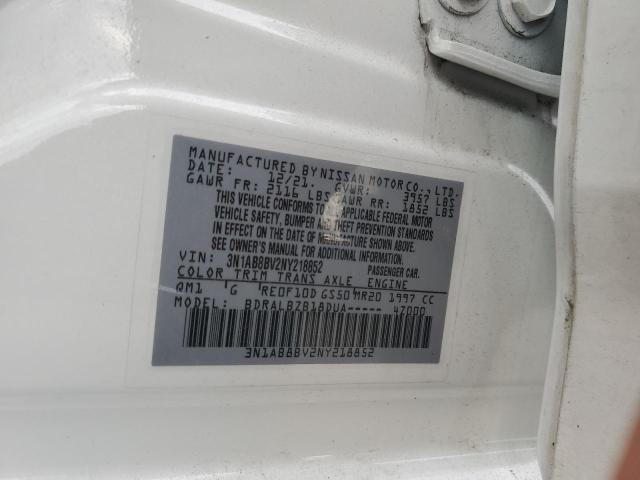 MANUFACTURED BY NISSAN MOTOR CO., LTD.
DATE: 12/21. GVWR: 3957 LBS
GAWR FR: 2116 LBS GAWR RR: 1852 LBS
THIS VEHICLE CONFORMS TO ALL APPLICABLE FEDERAL MOTOR
VEHICLE SAFETY, BUMPER AND THEFT PREVENTION STANDARDS
IN EFFECT ON THE DATE OF MANUFACTURE SHOWN ABOVE.
SEE OWNER'S MANUAL FOR ADDITIONAL INFORMATION
VIN: 3N1AB8BV2NY218852 PASSENGER CAR.
COLOR TRIM TRANS AXLE ENGINE
QM1 G RE0F10D GS50 MR20 1997 CC
MODEL: BDRALBZB18DUA----- 4Z000
3N1AB8BV2NY218852